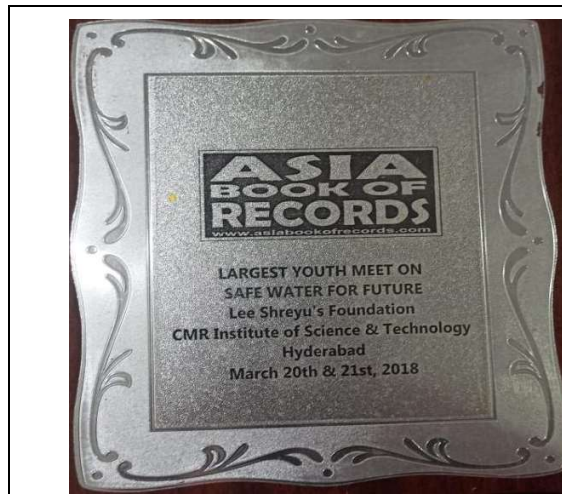 ASIA
BOOK OF
RECORDS
www.asiabookofrecords.com
LARGEST YOUTH MEET ON
SAFE WATER FOR FUTURE
Lee Shreyu's Foundation
CMR Institute of Science & Technology
Hyderabad
March 20th & 21st, 2018